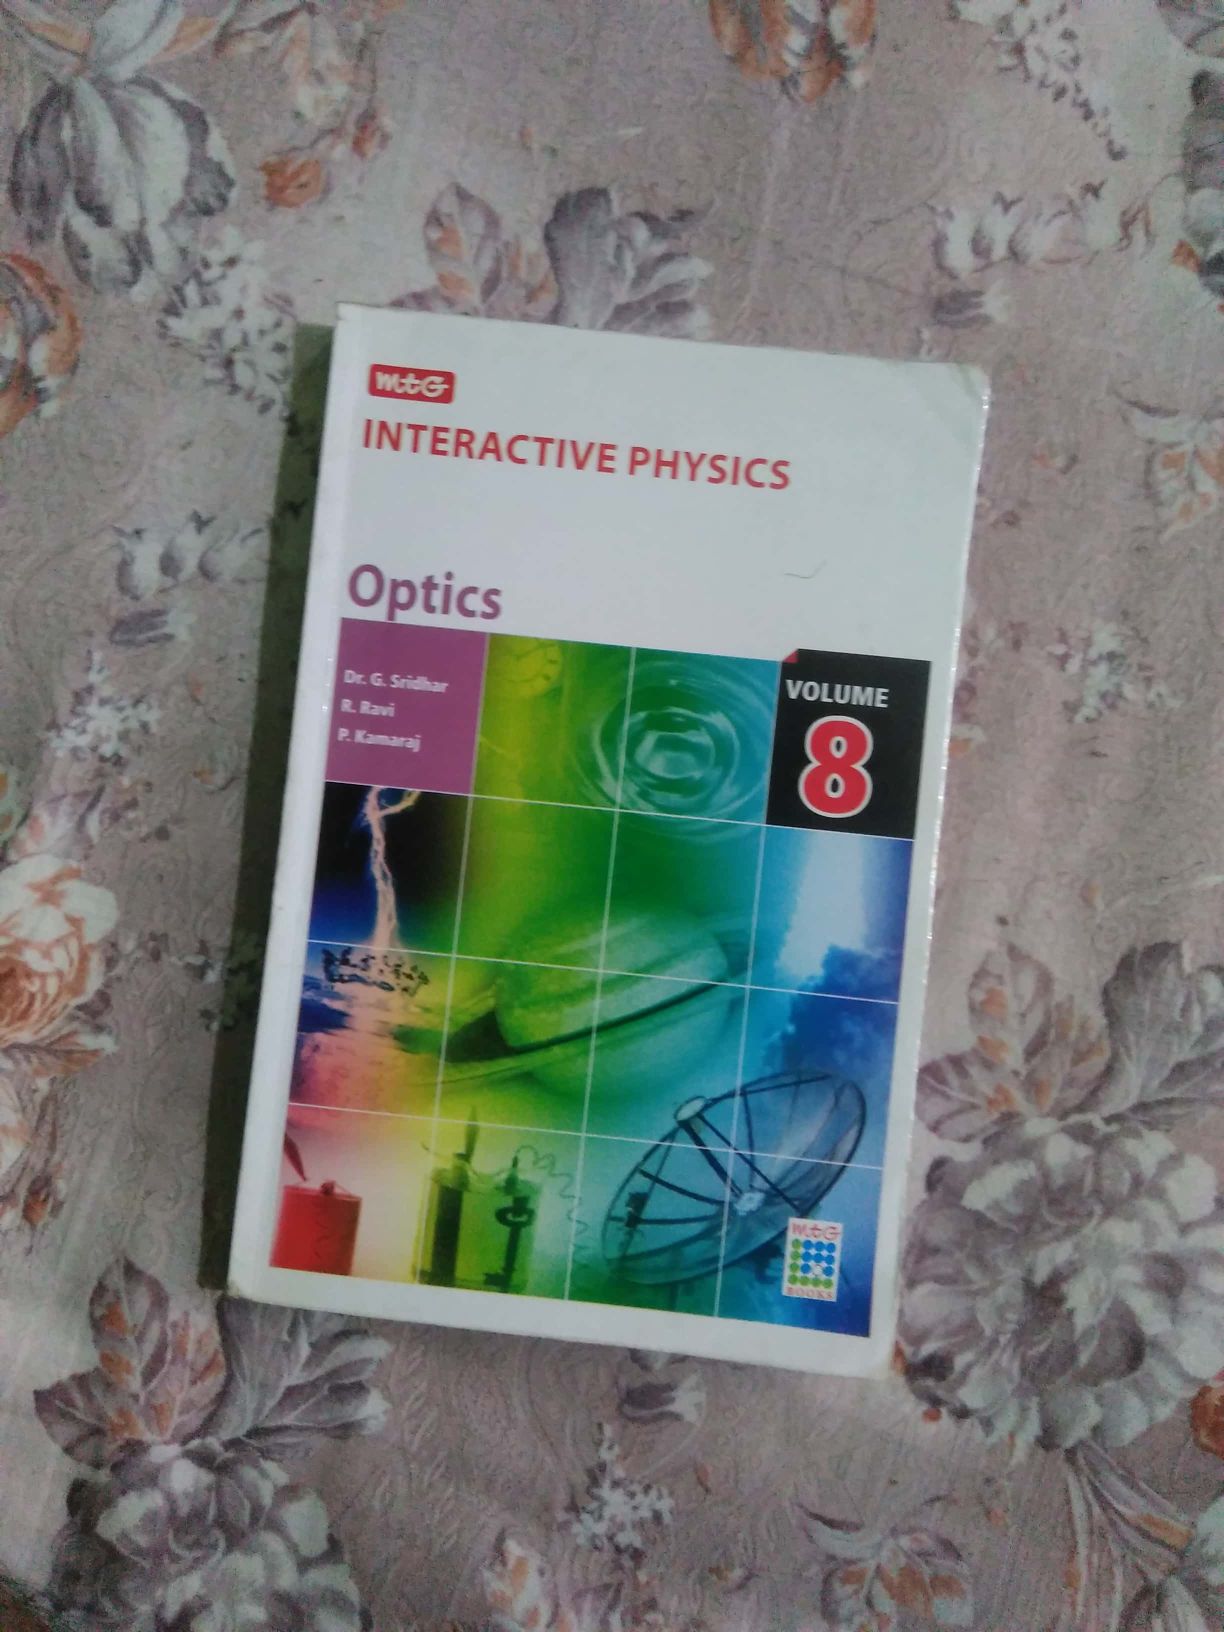 mtG
INTERACTIVE PHYSICS
Optics
Dr. G. Sridhar
R. Ravi
P. Kamaraj
VOLUME
8
mtG
BOOKS